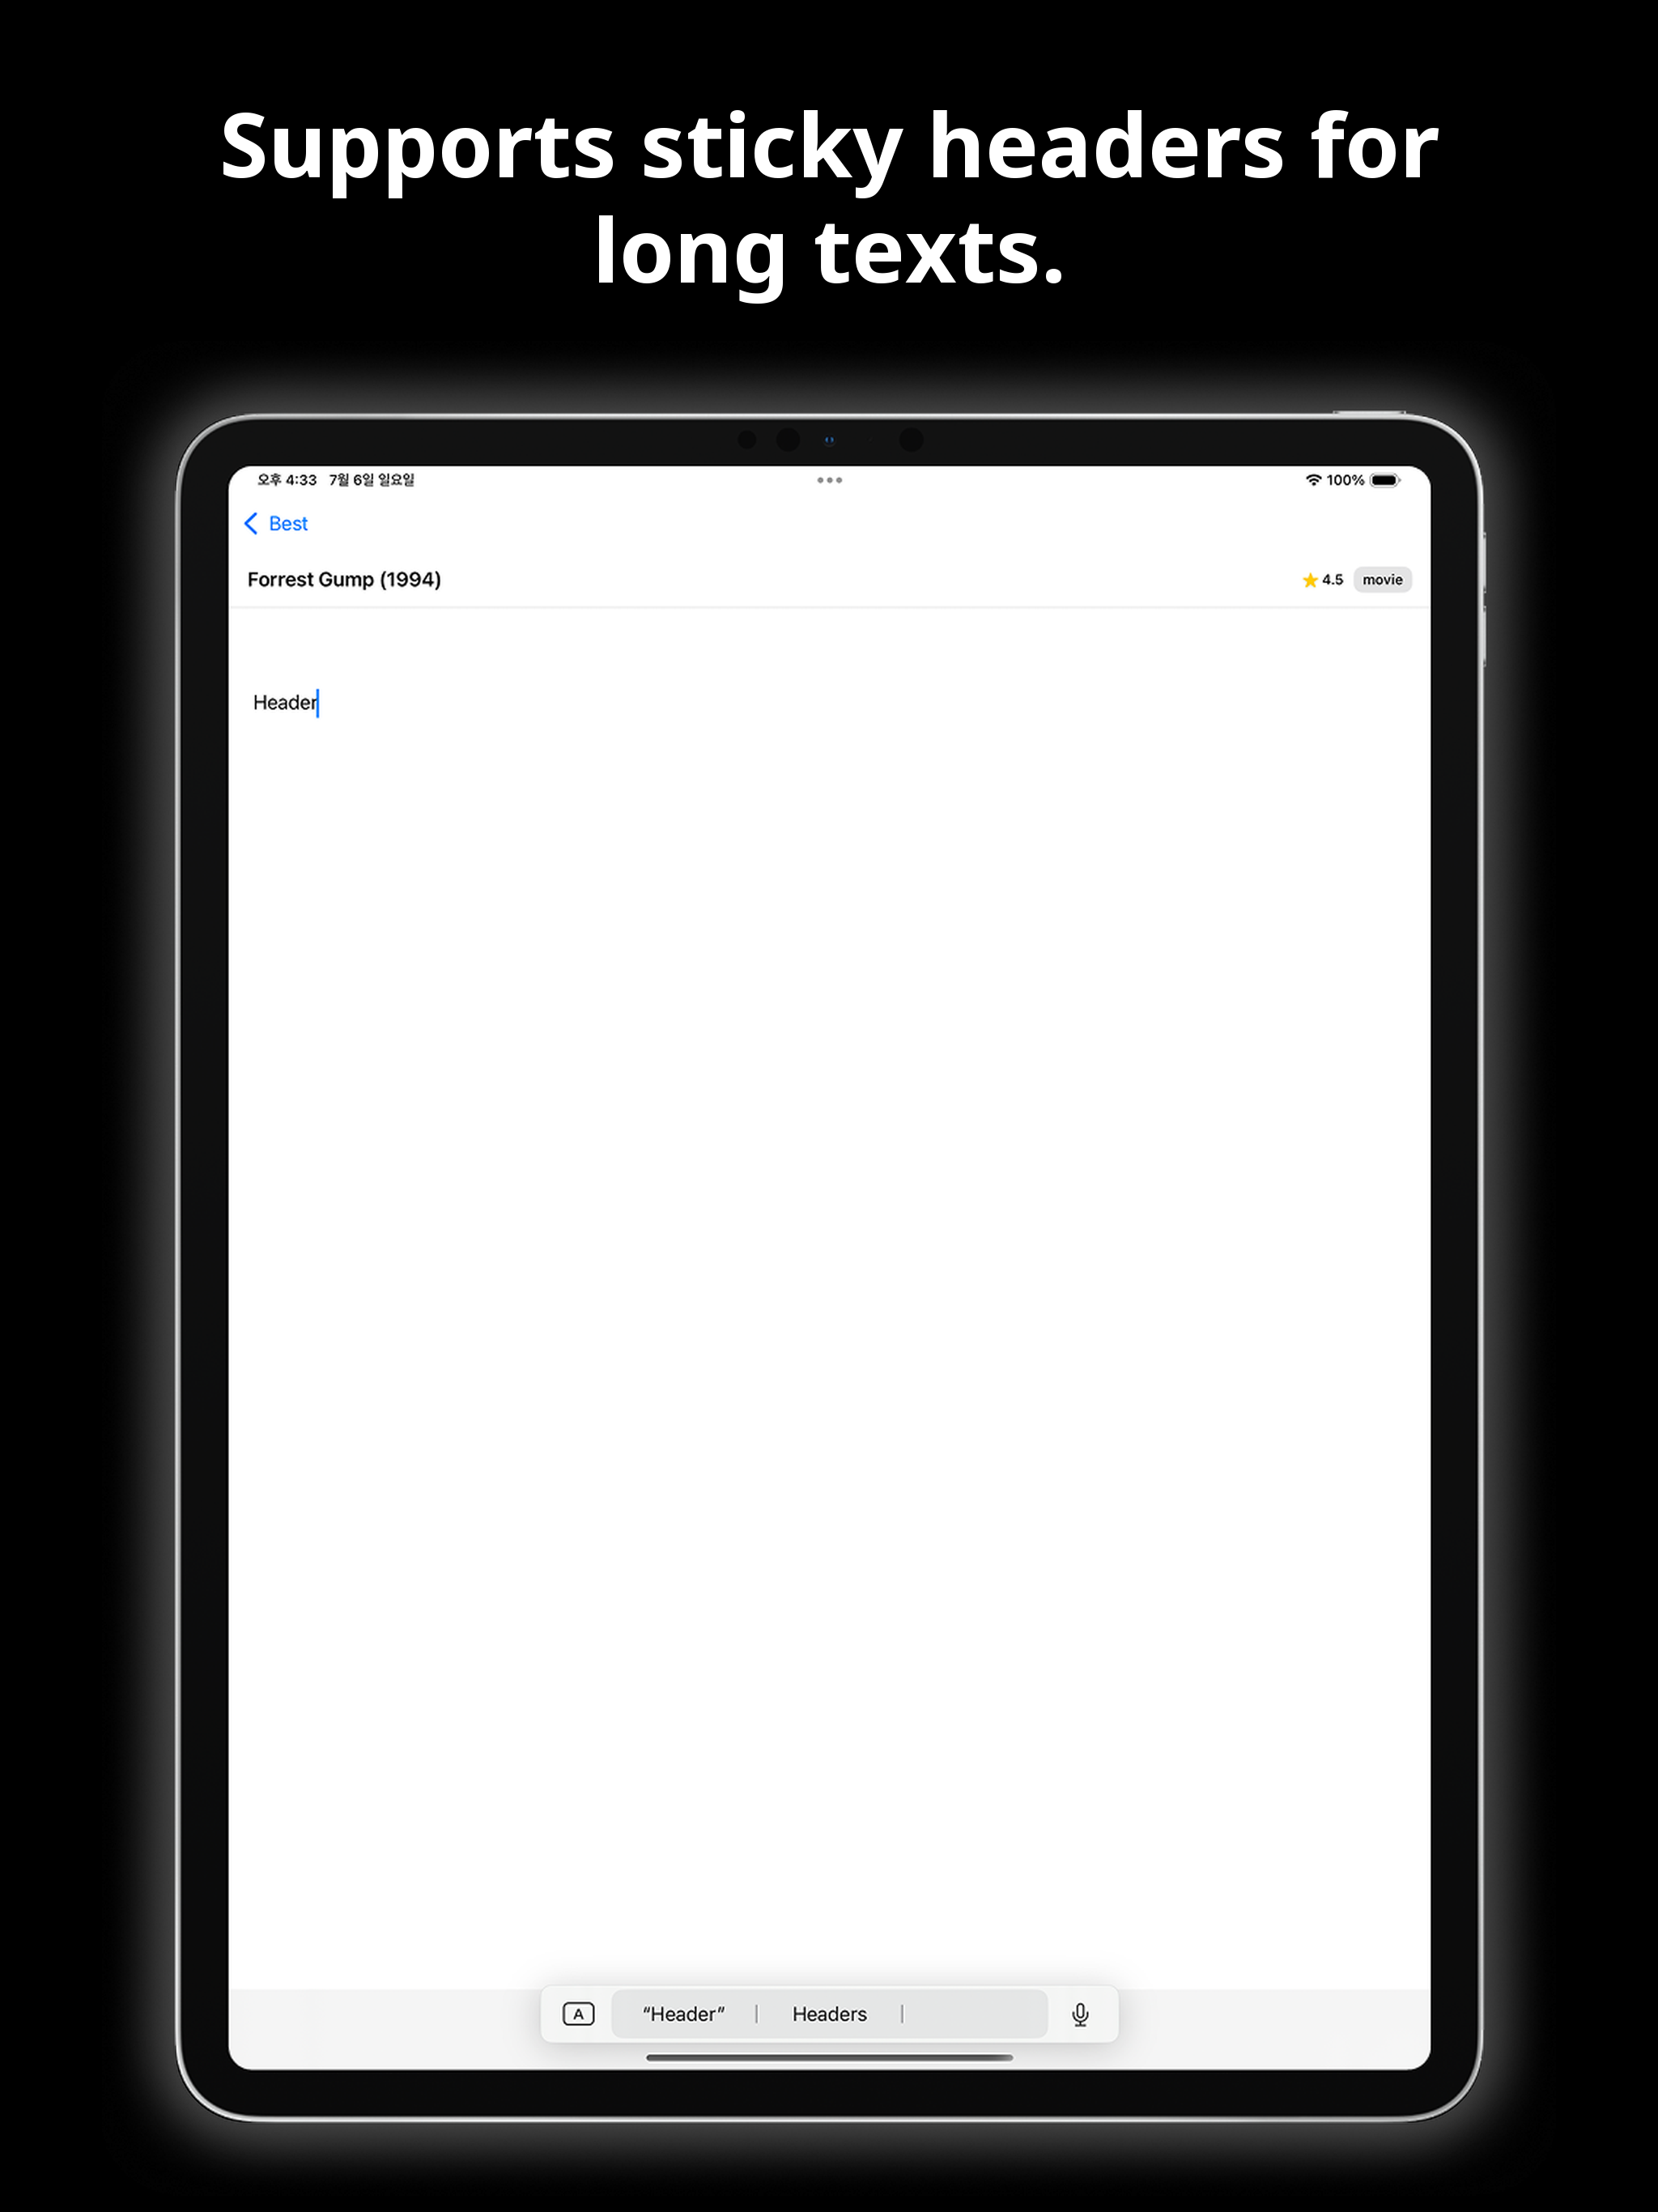 Supports sticky headers for
long texts.
오후 4:33 7월 6일 일요일
100%
Best
Forrest Gump (1994)
4.5 movie
Header
A “Header” Headers